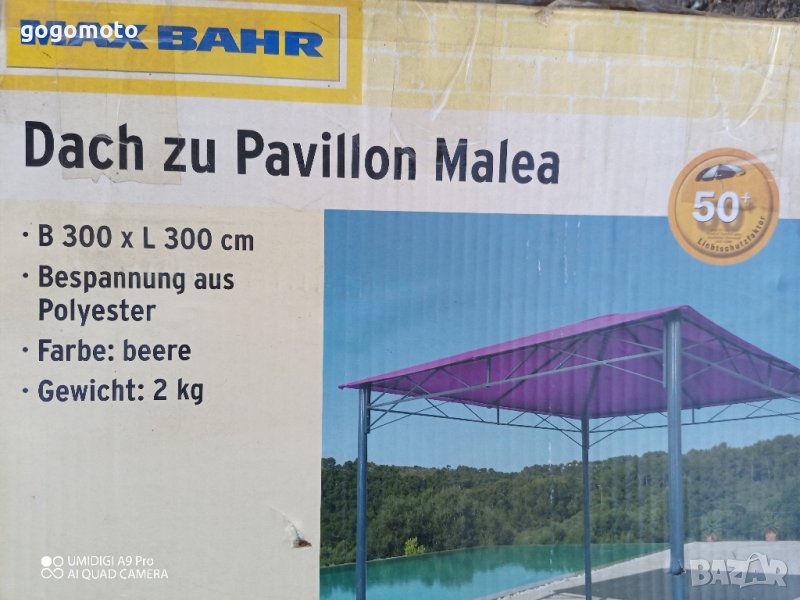 MAX BAHR
gogomoto
Dach zu Pavillon Malea
50+
Lichtschutzfaktor
· B 300 x L 300 cm
· Bespannung aus
Polyester
· Farbe: beere
· Gewicht: 2 kg
UMIDIGI A9 Pro
AI QUAD CAMERA
BAZAR